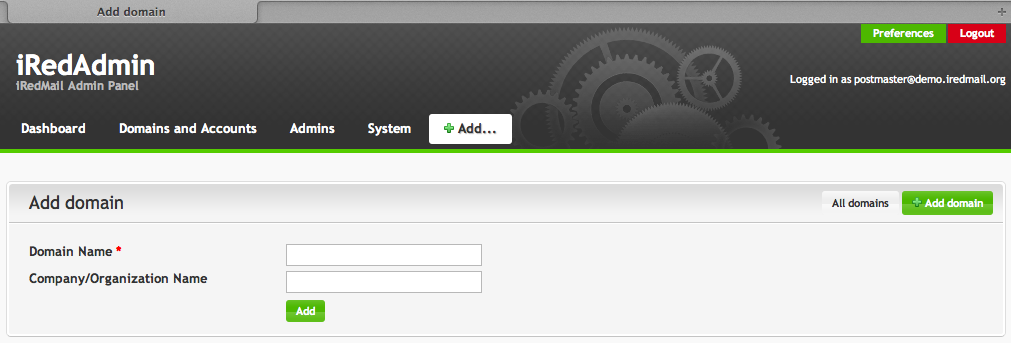 Add domain
Preferences Logout
iRedAdmin
iRedMail Admin Panel
Logged in as postmaster@demo.iredmail.org
Dashboard Domains and Accounts Admins System Add...
Add domain All domains Add domain
Domain Name *
Company/Organization Name
Add